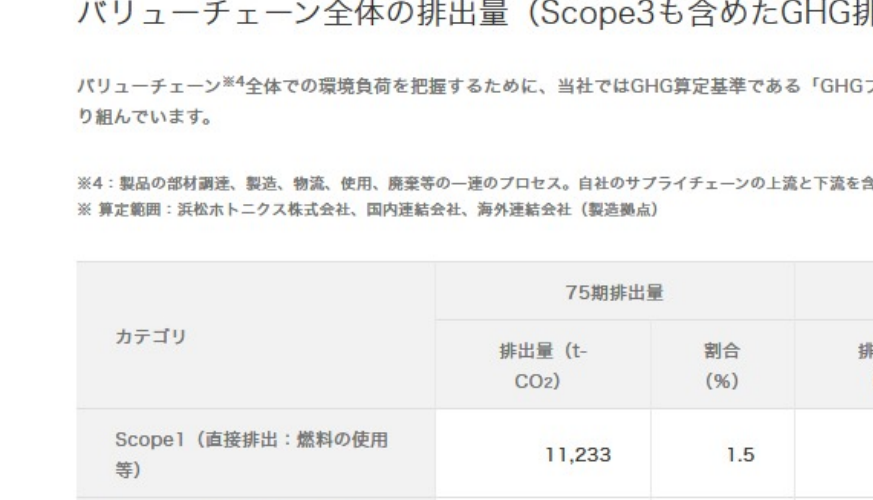 バリューチェーン全体の排出量（Scope3も含めたGHG排
バリューチェーン※4全体での環境負荷を把握するために、当社ではGHG算定基準である「GHGプ
り組んでいます。
※4：製品の部材調達、製造、物流、使用、廃棄等の一連のプロセス。自社のサプライチェーンの上流と下流を含
※ 算定範囲：浜松ホトニクス株式会社、国内連結会社、海外連結会社（製造拠点）
カテゴリ
75期排出量
排出量（t-
CO2）
割合
（%）
排
Scope1（直接排出：燃料の使用
等）
11,233
1.5